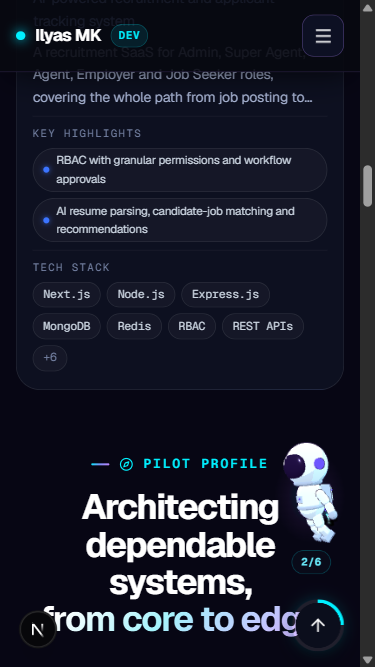 Ilyas MK DEV
A recruitment SaaS for Admin, Super Agent,
Agent, Employer and Job Seeker roles,
covering the whole path from job posting to...
KEY HIGHLIGHTS
RBAC with granular permissions and workflow
approvals
AI resume parsing, candidate-job matching and
recommendations
TECH STACK
Next.js Node.js Express.js
MongoDB Redis RBAC REST APIs
+6
PILOT PROFILE
Architecting
dependable
systems,
from core to edg
2/6
N